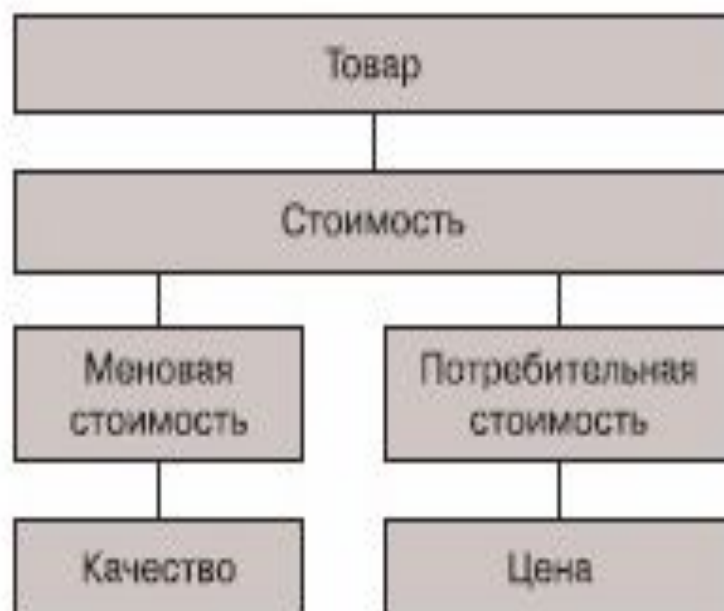 Товар
Стоимость
Меновая
стоимость
Потребительная
стоимость
Качество
Цена